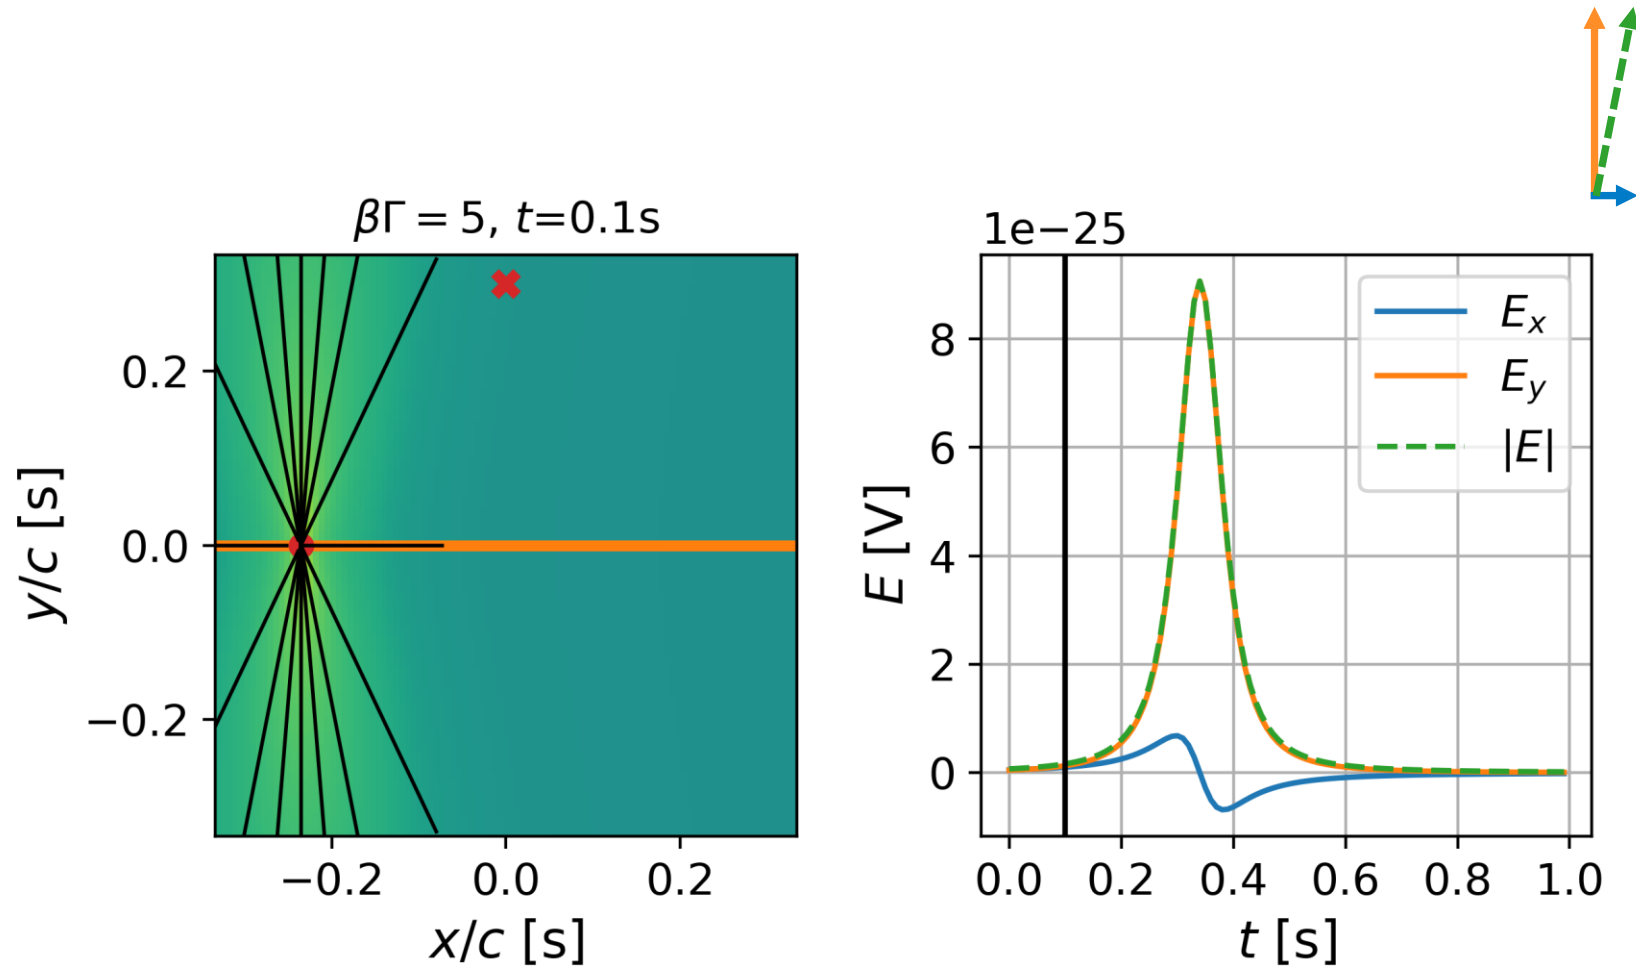 βΓ = 5, t=0.1s
0.2
0.0
−0.2
y/c [s]
−0.2 0.0 0.2
x/c [s]
1e−25
8
6
4
2
0
E [V]
E_x
E_y
|E|
0.0 0.2 0.4 0.6 0.8 1.0
t [s]